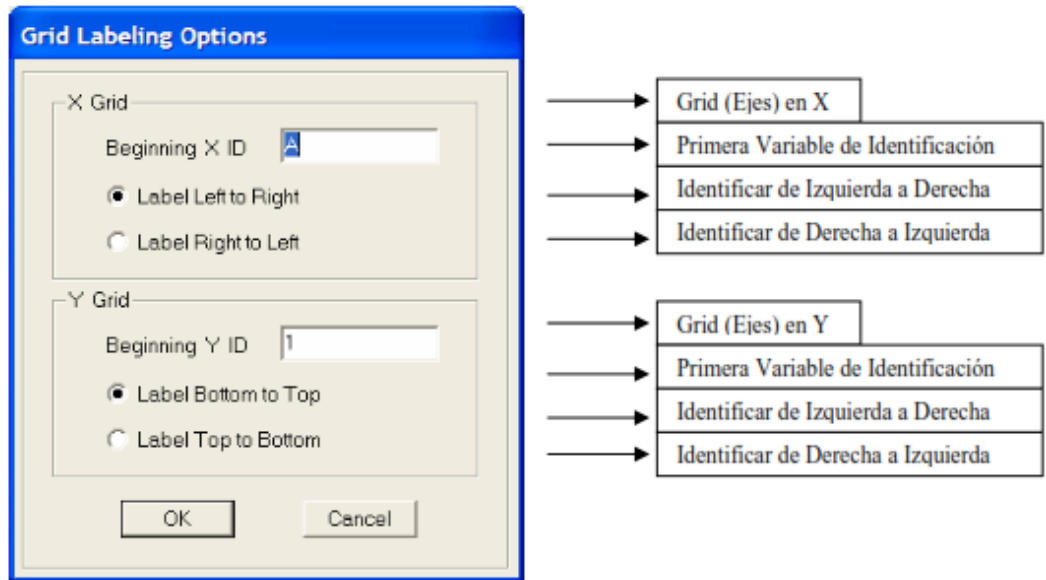 Grid Labeling Options
X Grid
Beginning X ID A
Label Left to Right
Label Right to Left
Y Grid
Beginning Y ID 1
Label Bottom to Top
Label Top to Bottom
OK Cancel
Grid (Ejes) en X
Primera Variable de Identificación
Identificar de Izquierda a Derecha
Identificar de Derecha a Izquierda
Grid (Ejes) en Y
Primera Variable de Identificación
Identificar de Izquierda a Derecha
Identificar de Derecha a Izquierda